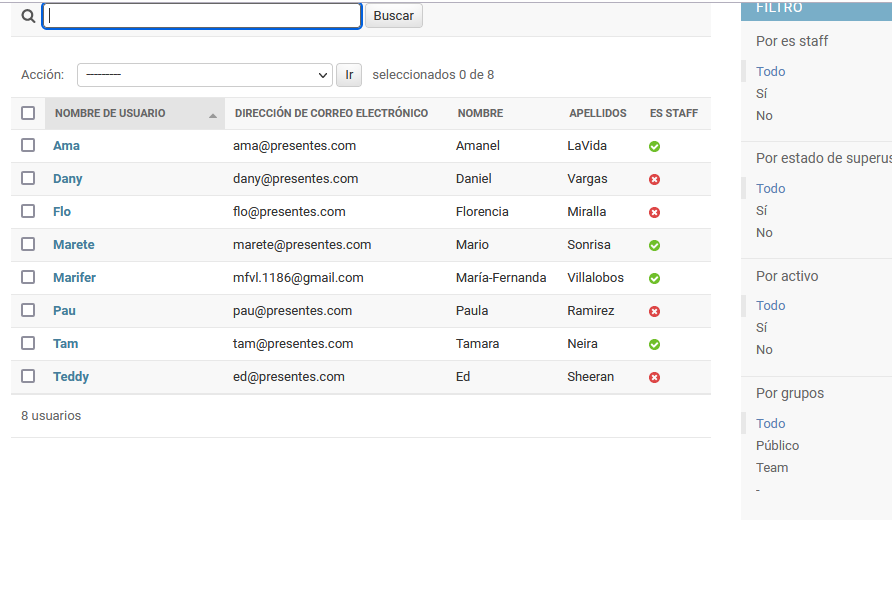 FILTRO
Buscar
Acción: --------- Ir seleccionados 0 de 8
NOMBRE DE USUARIO DIRECCIÓN DE CORREO ELECTRÓNICO NOMBRE APELLIDOS ES STAFF
Ama ama@presentes.com Amanel LaVida
Dany dany@presentes.com Daniel Vargas
Flo flo@presentes.com Florencia Miralla
Marete marete@presentes.com Mario Sonrisa
Marifer mfvl.1186@gmail.com María-Fernanda Villalobos
Pau pau@presentes.com Paula Ramirez
Tam tam@presentes.com Tamara Neira
Teddy ed@presentes.com Ed Sheeran
8 usuarios
Por es staff
Todo
Sí
No
Por estado de superus
Todo
Sí
No
Por activo
Todo
Sí
No
Por grupos
Todo
Público
Team
-